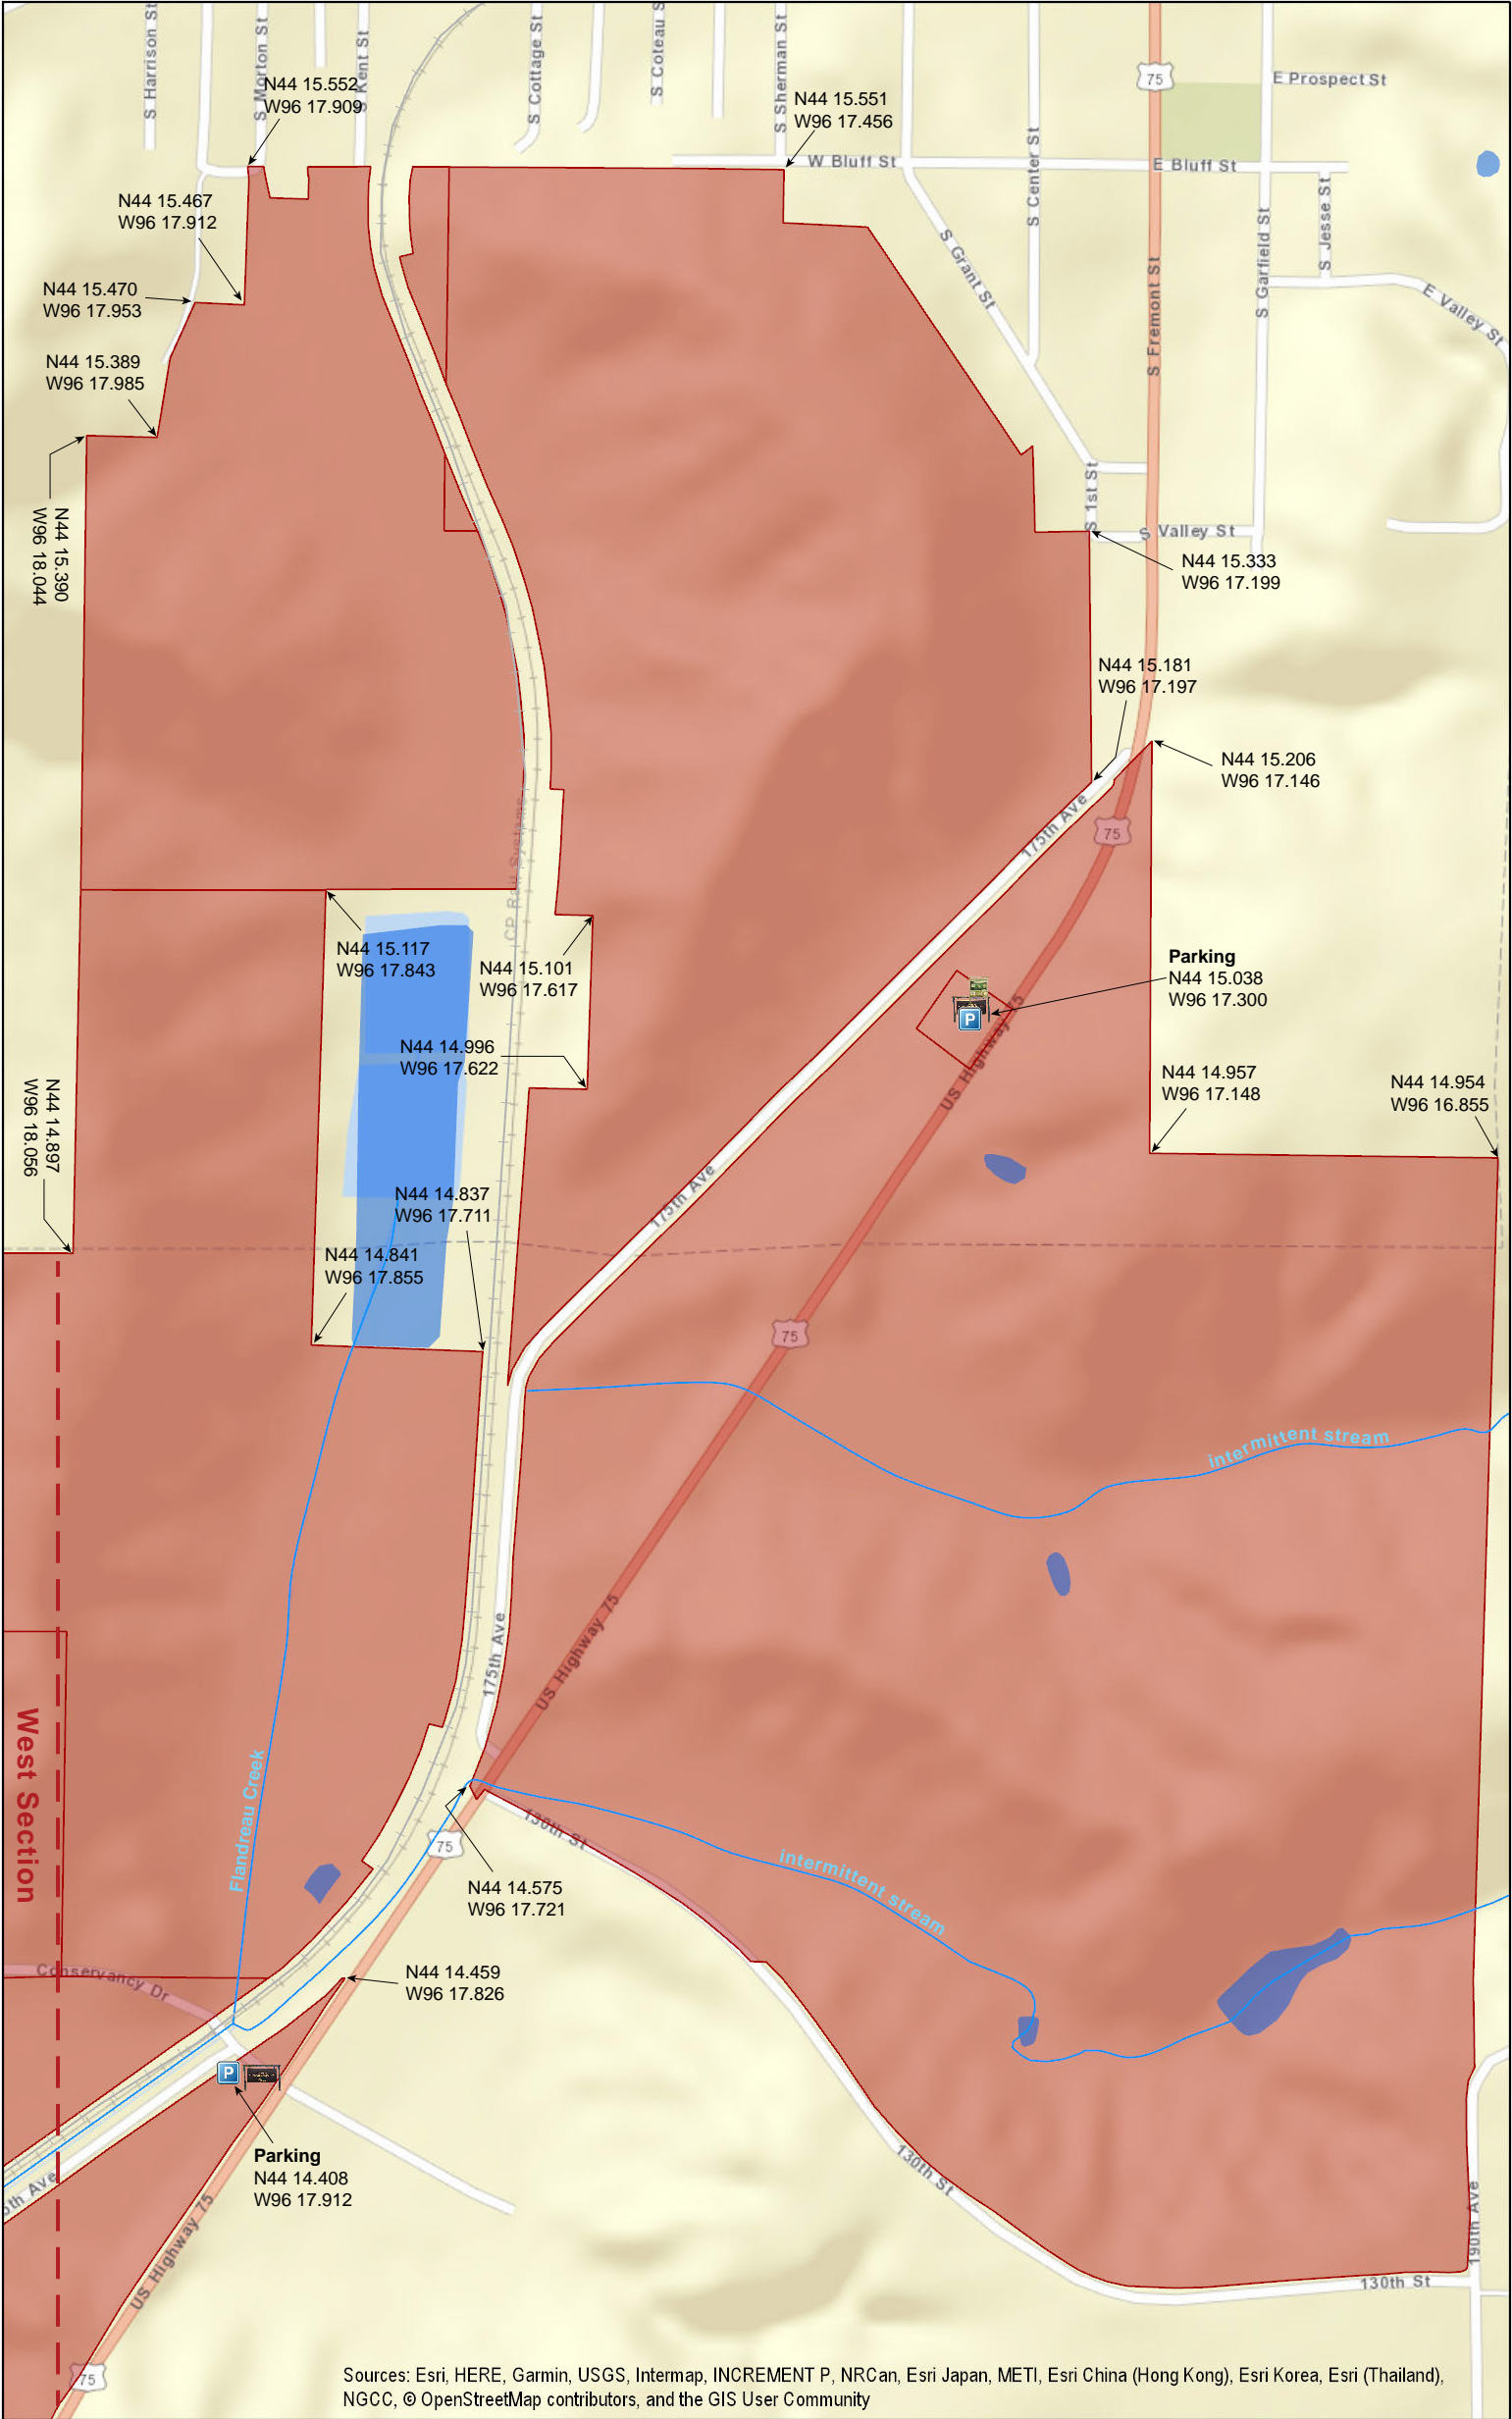 S Harrison St
S Morton St
S Kent St
S Cottage St
S Coteau S
S Sherman St
75
E Prospect St
N44 15.552
W96 17.909
N44 15.551
W96 17.456
W Bluff St
E Bluff St
S Center St
S Grant St
S Fremont St
S Garfield St
S Jesse St
E Valley St
N44 15.467
W96 17.912
N44 15.470
W96 17.953
N44 15.389
W96 17.985
N44 15.390
W96 18.044
S 1st St
S Valley St
N44 15.333
W96 17.199
N44 15.181
W96 17.197
N44 15.206
W96 17.146
175th Ave
75
CP Rail Systems
N44 15.117
W96 17.843
N44 15.101
W96 17.617
Parking
N44 15.038
W96 17.300
P
US Highway 75
N44 14.996
W96 17.622
N44 14.957
W96 17.148
N44 14.954
W96 16.855
N44 14.897
W96 18.056
175th Ave
N44 14.837
W96 17.711
N44 14.841
W96 17.855
75
intermittent stream
US Highway 75
175th Ave
West Section
Flandreau Creek
130th St
75
intermittent stream
N44 14.575
W96 17.721
Conservancy Dr
N44 14.459
W96 17.826
P
Parking
N44 14.408
W96 17.912
5th Ave
130th St
190th Ave
US Highway 75
130th St
75
Sources: Esri, HERE, Garmin, USGS, Intermap, INCREMENT P, NRCan, Esri Japan, METI, Esri China (Hong Kong), Esri Korea, Esri (Thailand),
NGCC, © OpenStreetMap contributors, and the GIS User Community